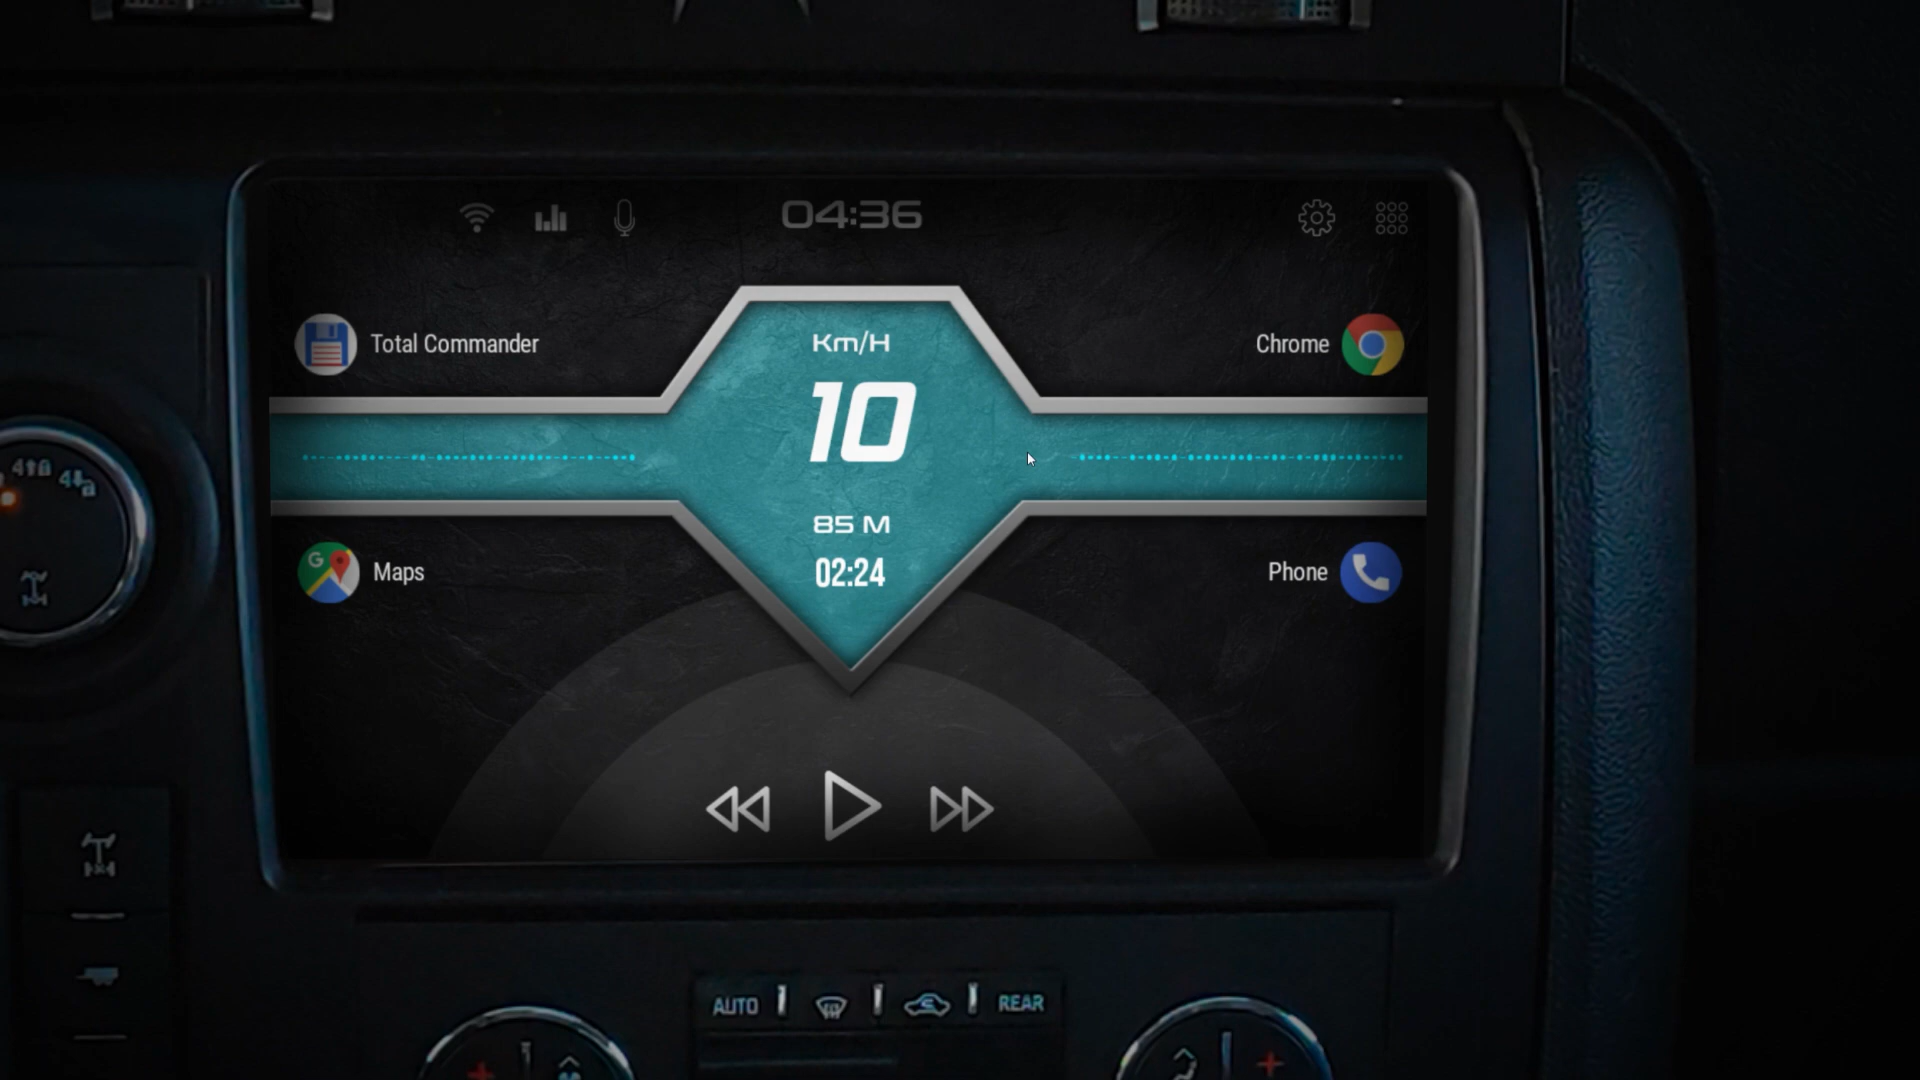 04:36
Total Commander
Chrome
Km/H
10
85 M
02:24
Maps
Phone
AUTO
REAR